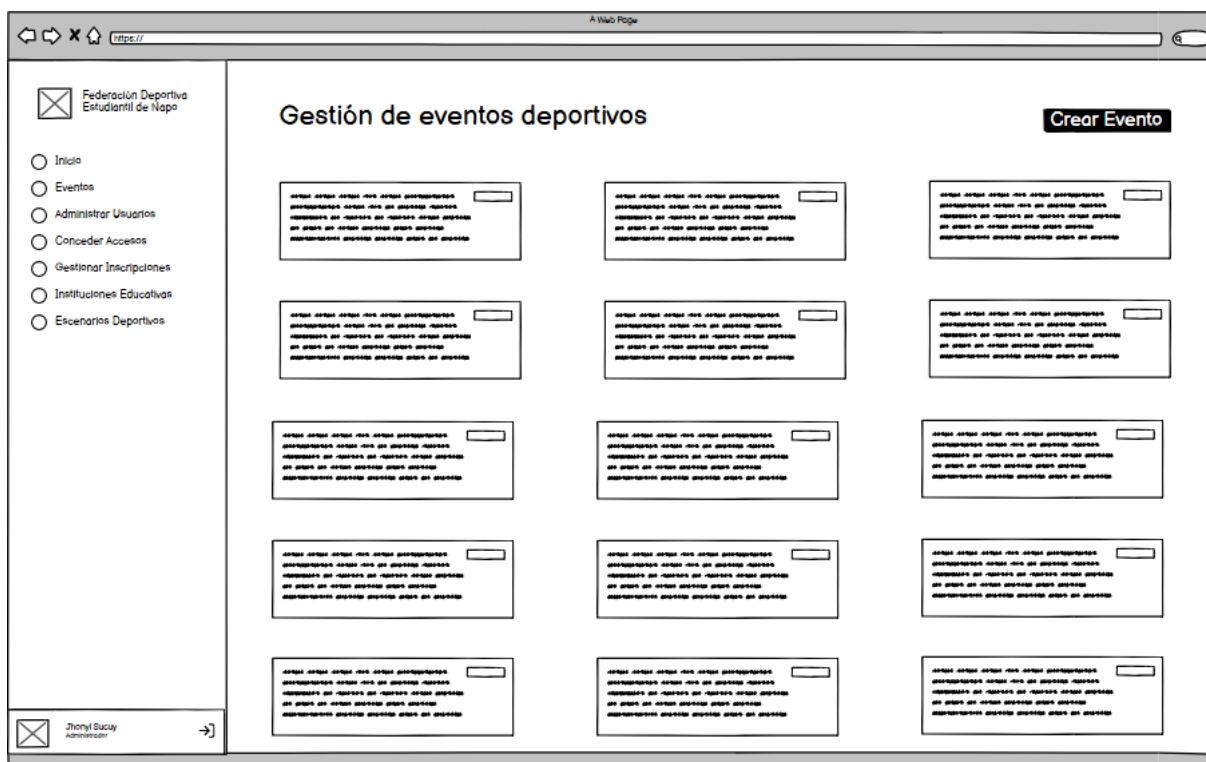 A Web Page
https://
Federación Deportiva
Estudiantil de Napo
Gestión de eventos deportivos
Crear Evento
Inicio
Eventos
Administrar Usuarios
Conceder Accesos
Gestionar Inscripciones
Instituciones Educativas
Escenarios Deportivos
Jhonyl Sucuy
Administrador